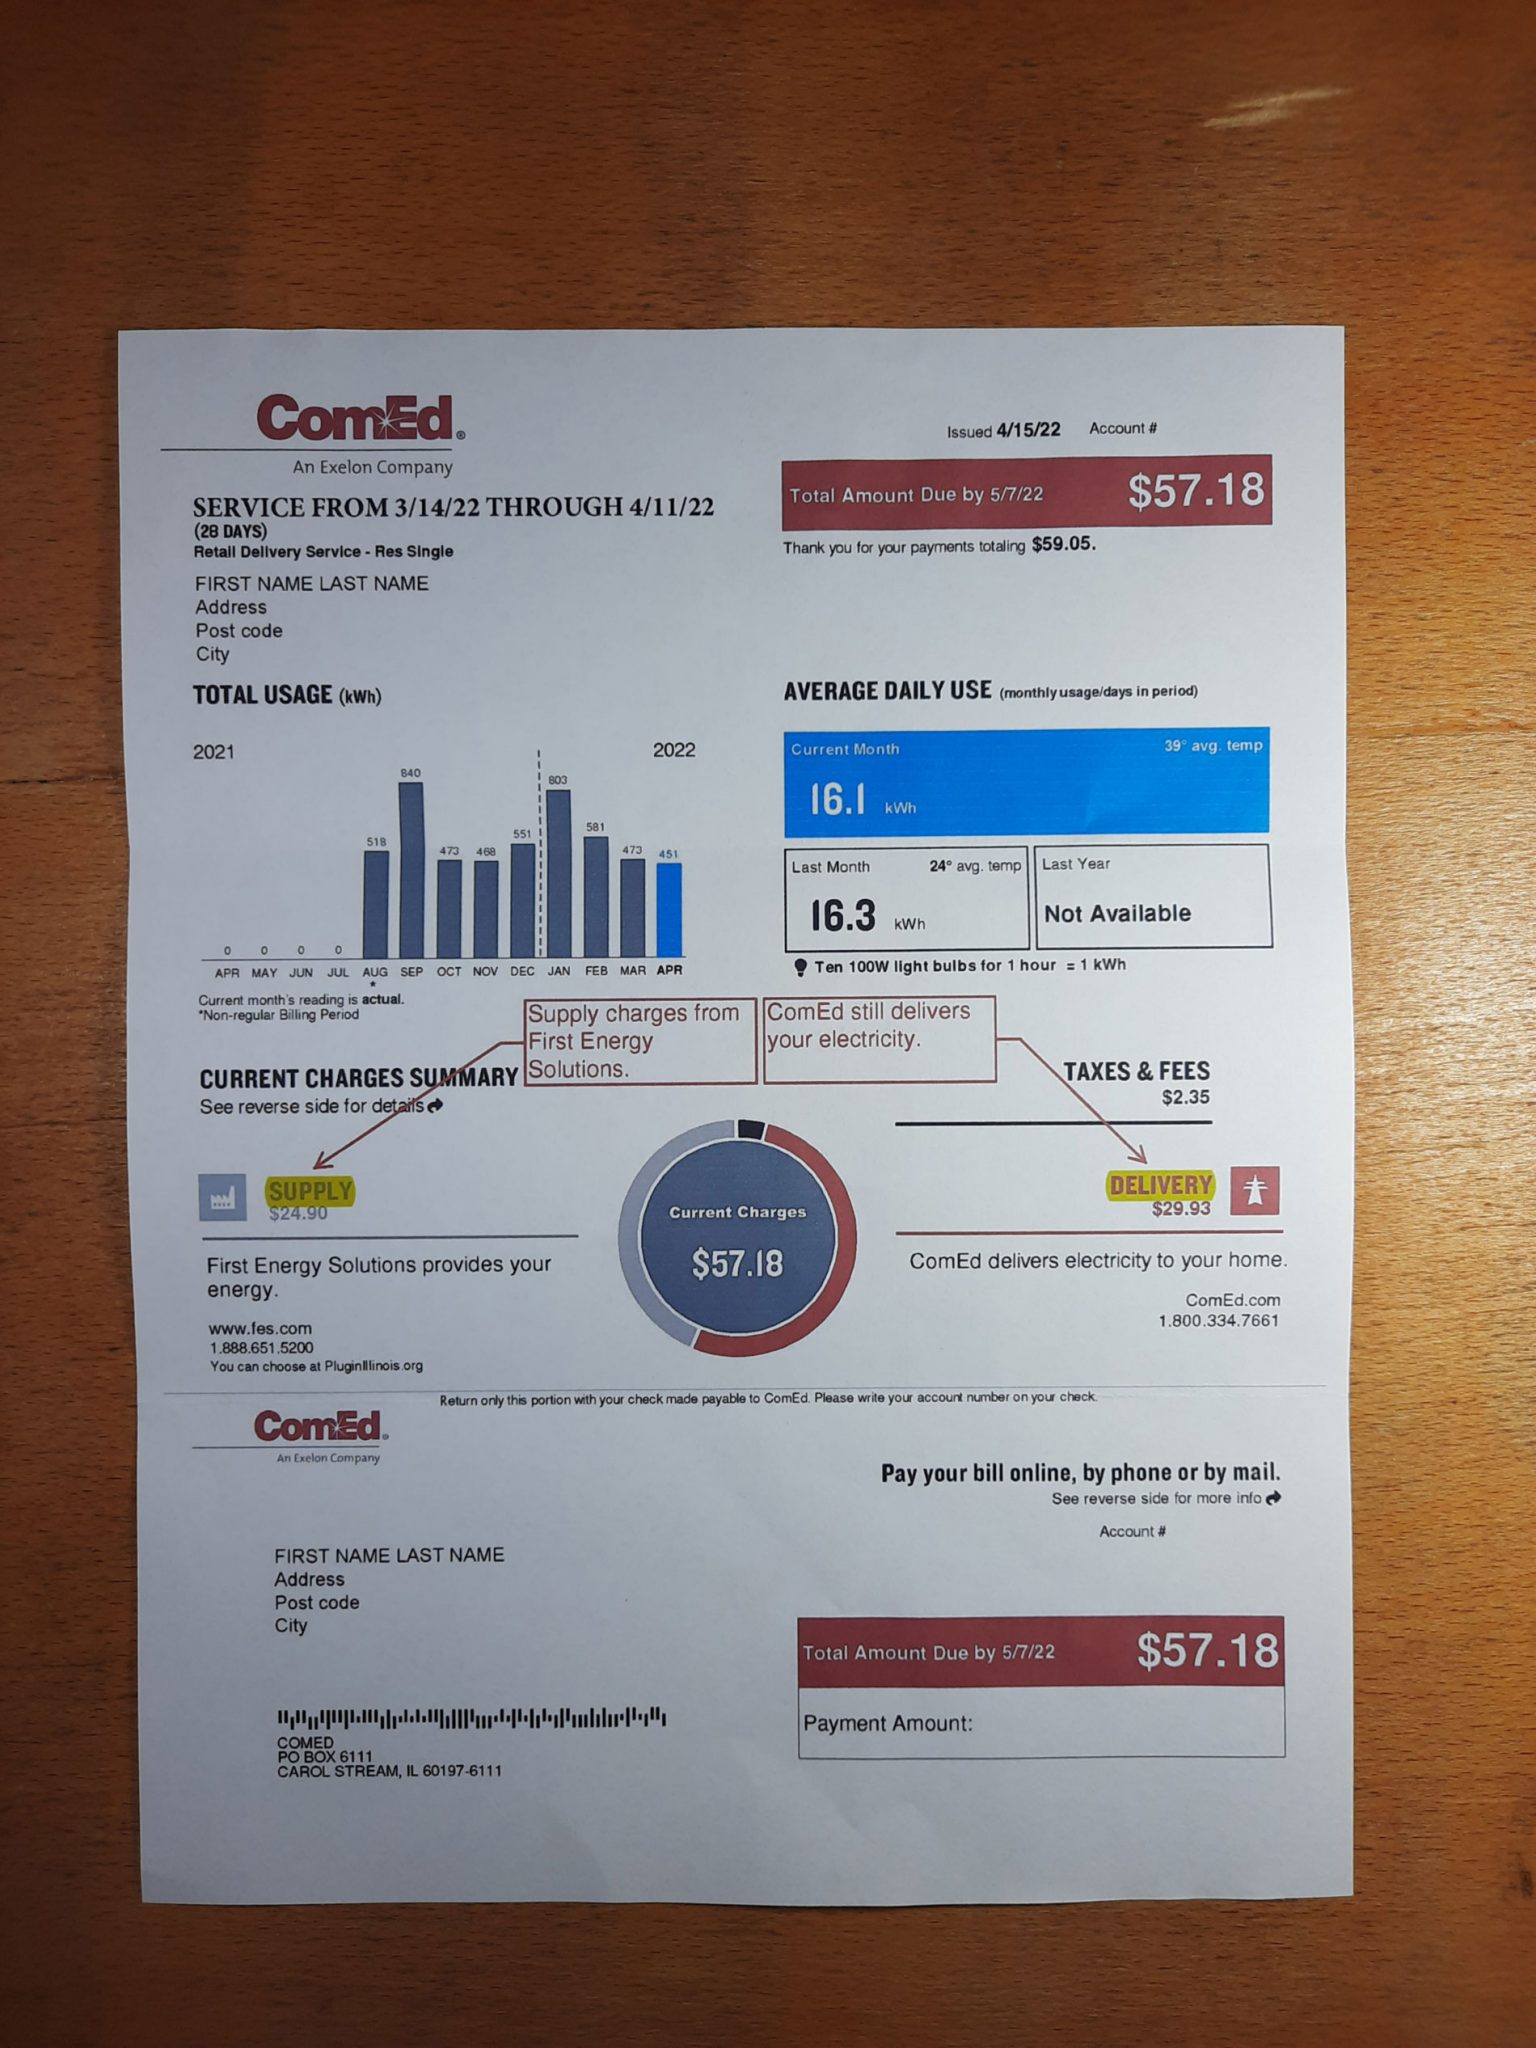 ComEd®
An Exelon Company
Issued 4/15/22 Account #
Total Amount Due by 5/7/22 $57.18
Thank you for your payments totaling $59.05.
SERVICE FROM 3/14/22 THROUGH 4/11/22
(28 DAYS)
Retail Delivery Service - Res Single
FIRST NAME LAST NAME
Address
Post code
City
TOTAL USAGE (kWh)
2021 2022
0 0 0 0 518 840 473 468 551 803 581 473 451
APR MAY JUN JUL AUG SEP OCT NOV DEC JAN FEB MAR APR
*
Current month's reading is actual.
*Non-regular Billing Period
AVERAGE DAILY USE (monthly usage/days in period)
Current Month 39° avg. temp
16.1 kWh
Last Month 24° avg. temp
16.3 kWh
Last Year
Not Available
Ten 100W light bulbs for 1 hour = 1 kWh
Supply charges from
First Energy
Solutions.
ComEd still delivers
your electricity.
CURRENT CHARGES SUMMARY
See reverse side for details
TAXES & FEES
$2.35
SUPPLY
$24.90
First Energy Solutions provides your
energy.
www.fes.com
1.888.651.5200
You can choose at PluginIllinois.org
Current Charges
$57.18
DELIVERY
$29.93
ComEd delivers electricity to your home.
ComEd.com
1.800.334.7661
Return only this portion with your check made payable to ComEd. Please write your account number on your check.
ComEd®
An Exelon Company
Pay your bill online, by phone or by mail.
See reverse side for more info
Account #
FIRST NAME LAST NAME
Address
Post code
City
Total Amount Due by 5/7/22 $57.18
Payment Amount:
COMED
PO BOX 6111
CAROL STREAM, IL 60197-6111